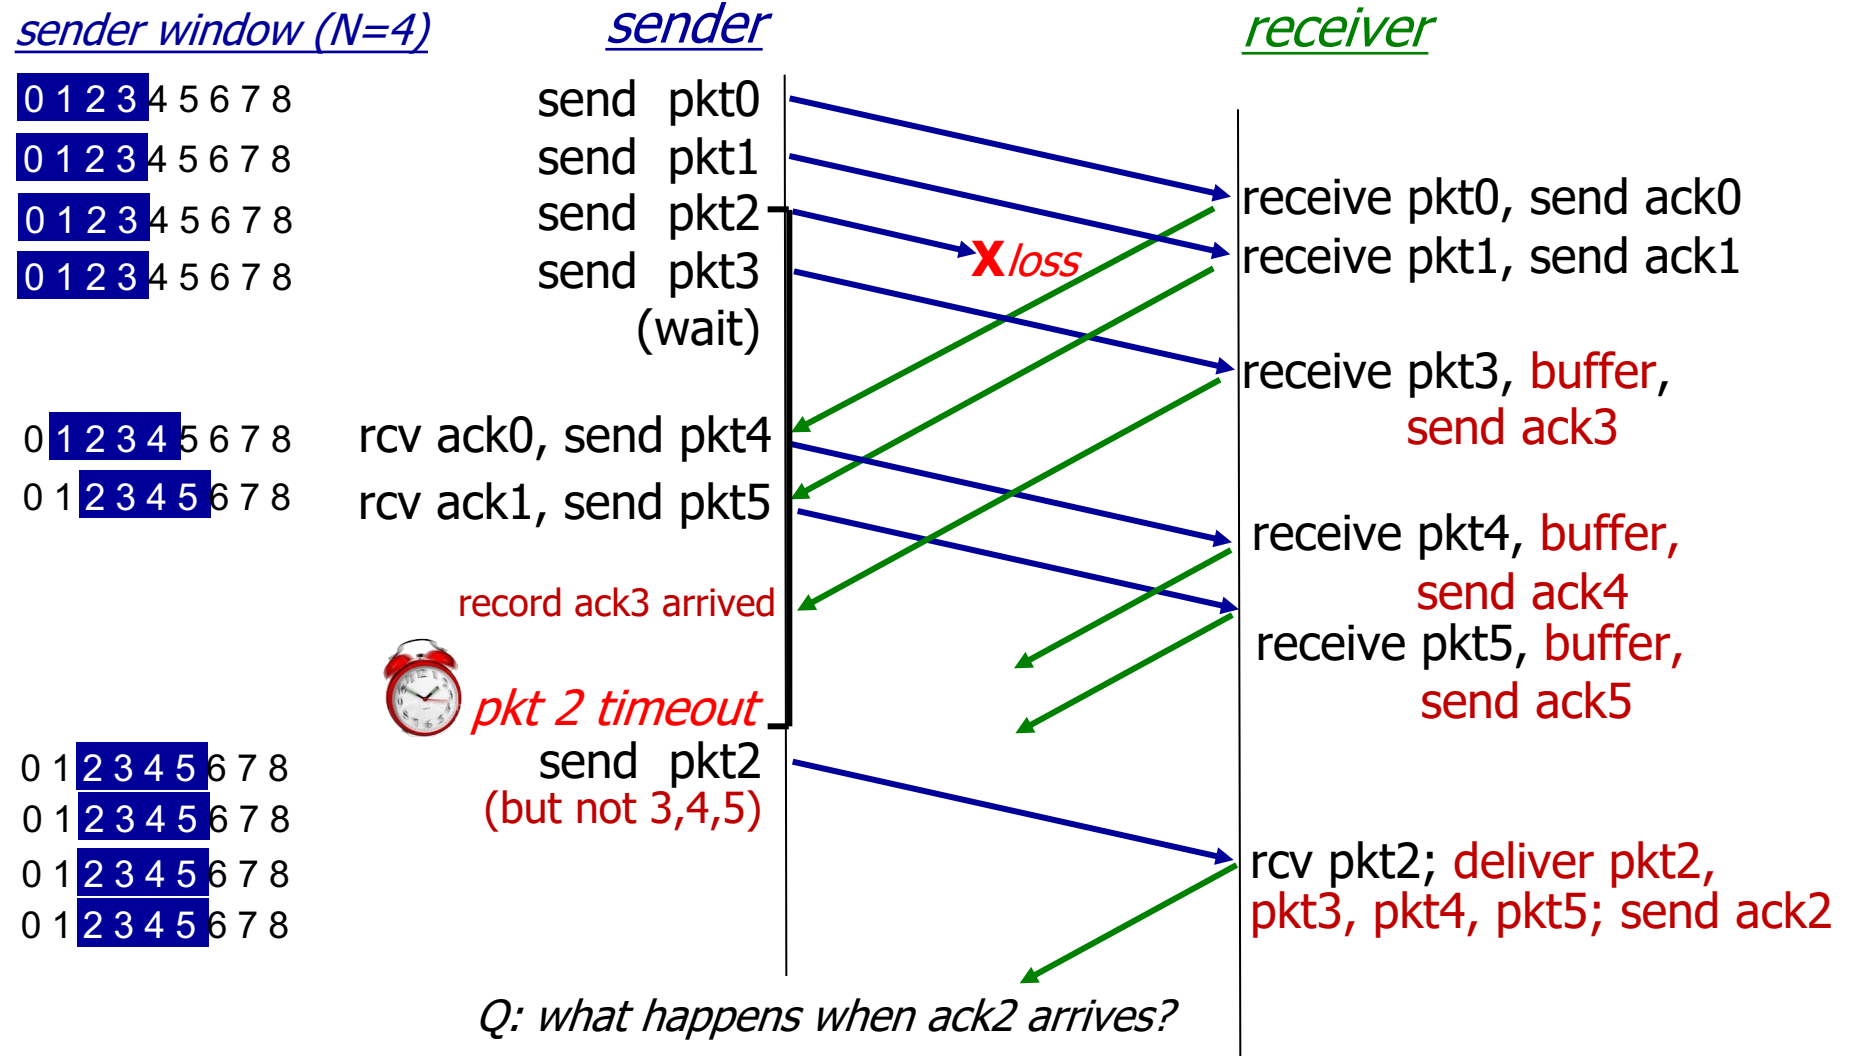 sender window (N=4) sender receiver
0 1 2 3 4 5 6 7 8 send pkt0
0 1 2 3 4 5 6 7 8 send pkt1
receive pkt0, send ack0
0 1 2 3 4 5 6 7 8 send pkt2
X loss
receive pkt1, send ack1
0 1 2 3 4 5 6 7 8 send pkt3
(wait)
receive pkt3, buffer,
send ack3
0 1 2 3 4 5 6 7 8 rcv ack0, send pkt4
0 1 2 3 4 5 6 7 8 rcv ack1, send pkt5
receive pkt4, buffer,
send ack4
record ack3 arrived
receive pkt5, buffer,
send ack5
pkt 2 timeout
0 1 2 3 4 5 6 7 8 send pkt2
0 1 2 3 4 5 6 7 8 (but not 3,4,5)
0 1 2 3 4 5 6 7 8
rcv pkt2; deliver pkt2,
pkt3, pkt4, pkt5; send ack2
0 1 2 3 4 5 6 7 8
Q: what happens when ack2 arrives?